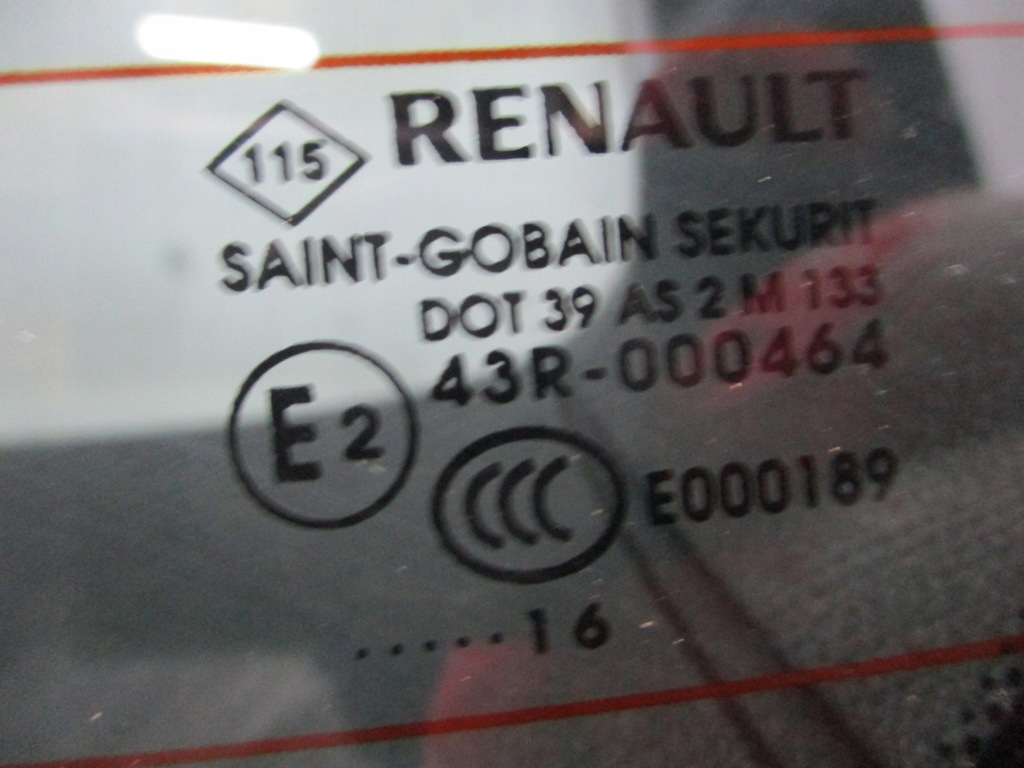 115 RENAULT
SAINT-GOBAIN SEKURIT
DOT 39 AS 2 M 133
43R-000464
E2
CCC E000189
.....16